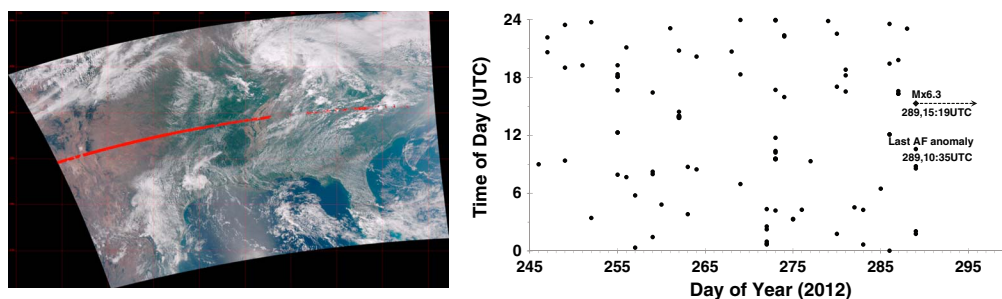 Time of Day (UTC)
24
18
12
6
0
Mx6.3
289,15:19UTC
Last AF anomaly
289,10:35UTC
245
255
265
275
285
295
Day of Year (2012)